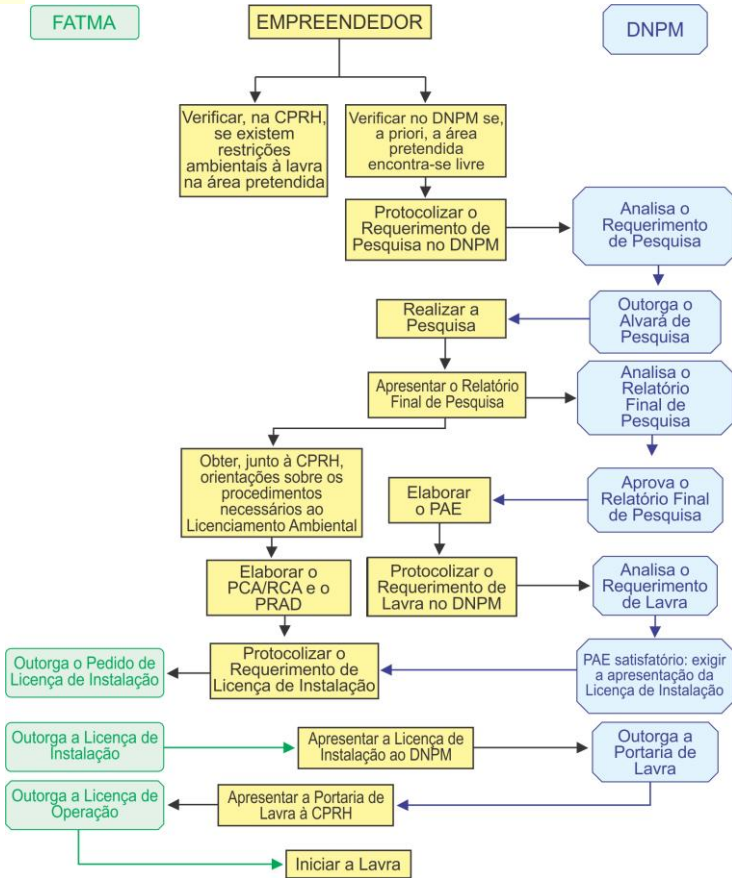 FATMA
EMPREENDEDOR
DNPM
Verificar, na CPRH,
se existem
restrições
ambientais à lavra
na área pretendida
Verificar no DNPM se,
a priori, a área
pretendida
encontra-se livre
Protocolizar o
Requerimento de
Pesquisa no DNPM
Analisa o
Requerimento
de Pesquisa
Realizar a
Pesquisa
Outorga o
Alvará de
Pesquisa
Apresentar o Relatório
Final de Pesquisa
Analisa o
Relatório
Final de
Pesquisa
Obter, junto à CPRH,
orientações sobre os
procedimentos
necessários ao
Licenciamento Ambiental
Elaborar
o PAE
Aprova o
Relatório Final
de Pesquisa
Elaborar o
PCA/RCA e o
PRAD
Protocolizar o
Requerimento de
Lavra no DNPM
Analisa o
Requerimento
de Lavra
Outorga o Pedido de
Licença de Instalação
Protocolizar o
Requerimento de
Licença de Instalação
PAE satisfatório: exigir
a apresentação da
Licença de Instalação
Outorga a Licença de
Instalação
Apresentar a Licença de
Instalação ao DNPM
Outorga a
Portaria de
Lavra
Outorga a Licença de
Operação
Apresentar a Portaria de
Lavra à CPRH
Iniciar a Lavra